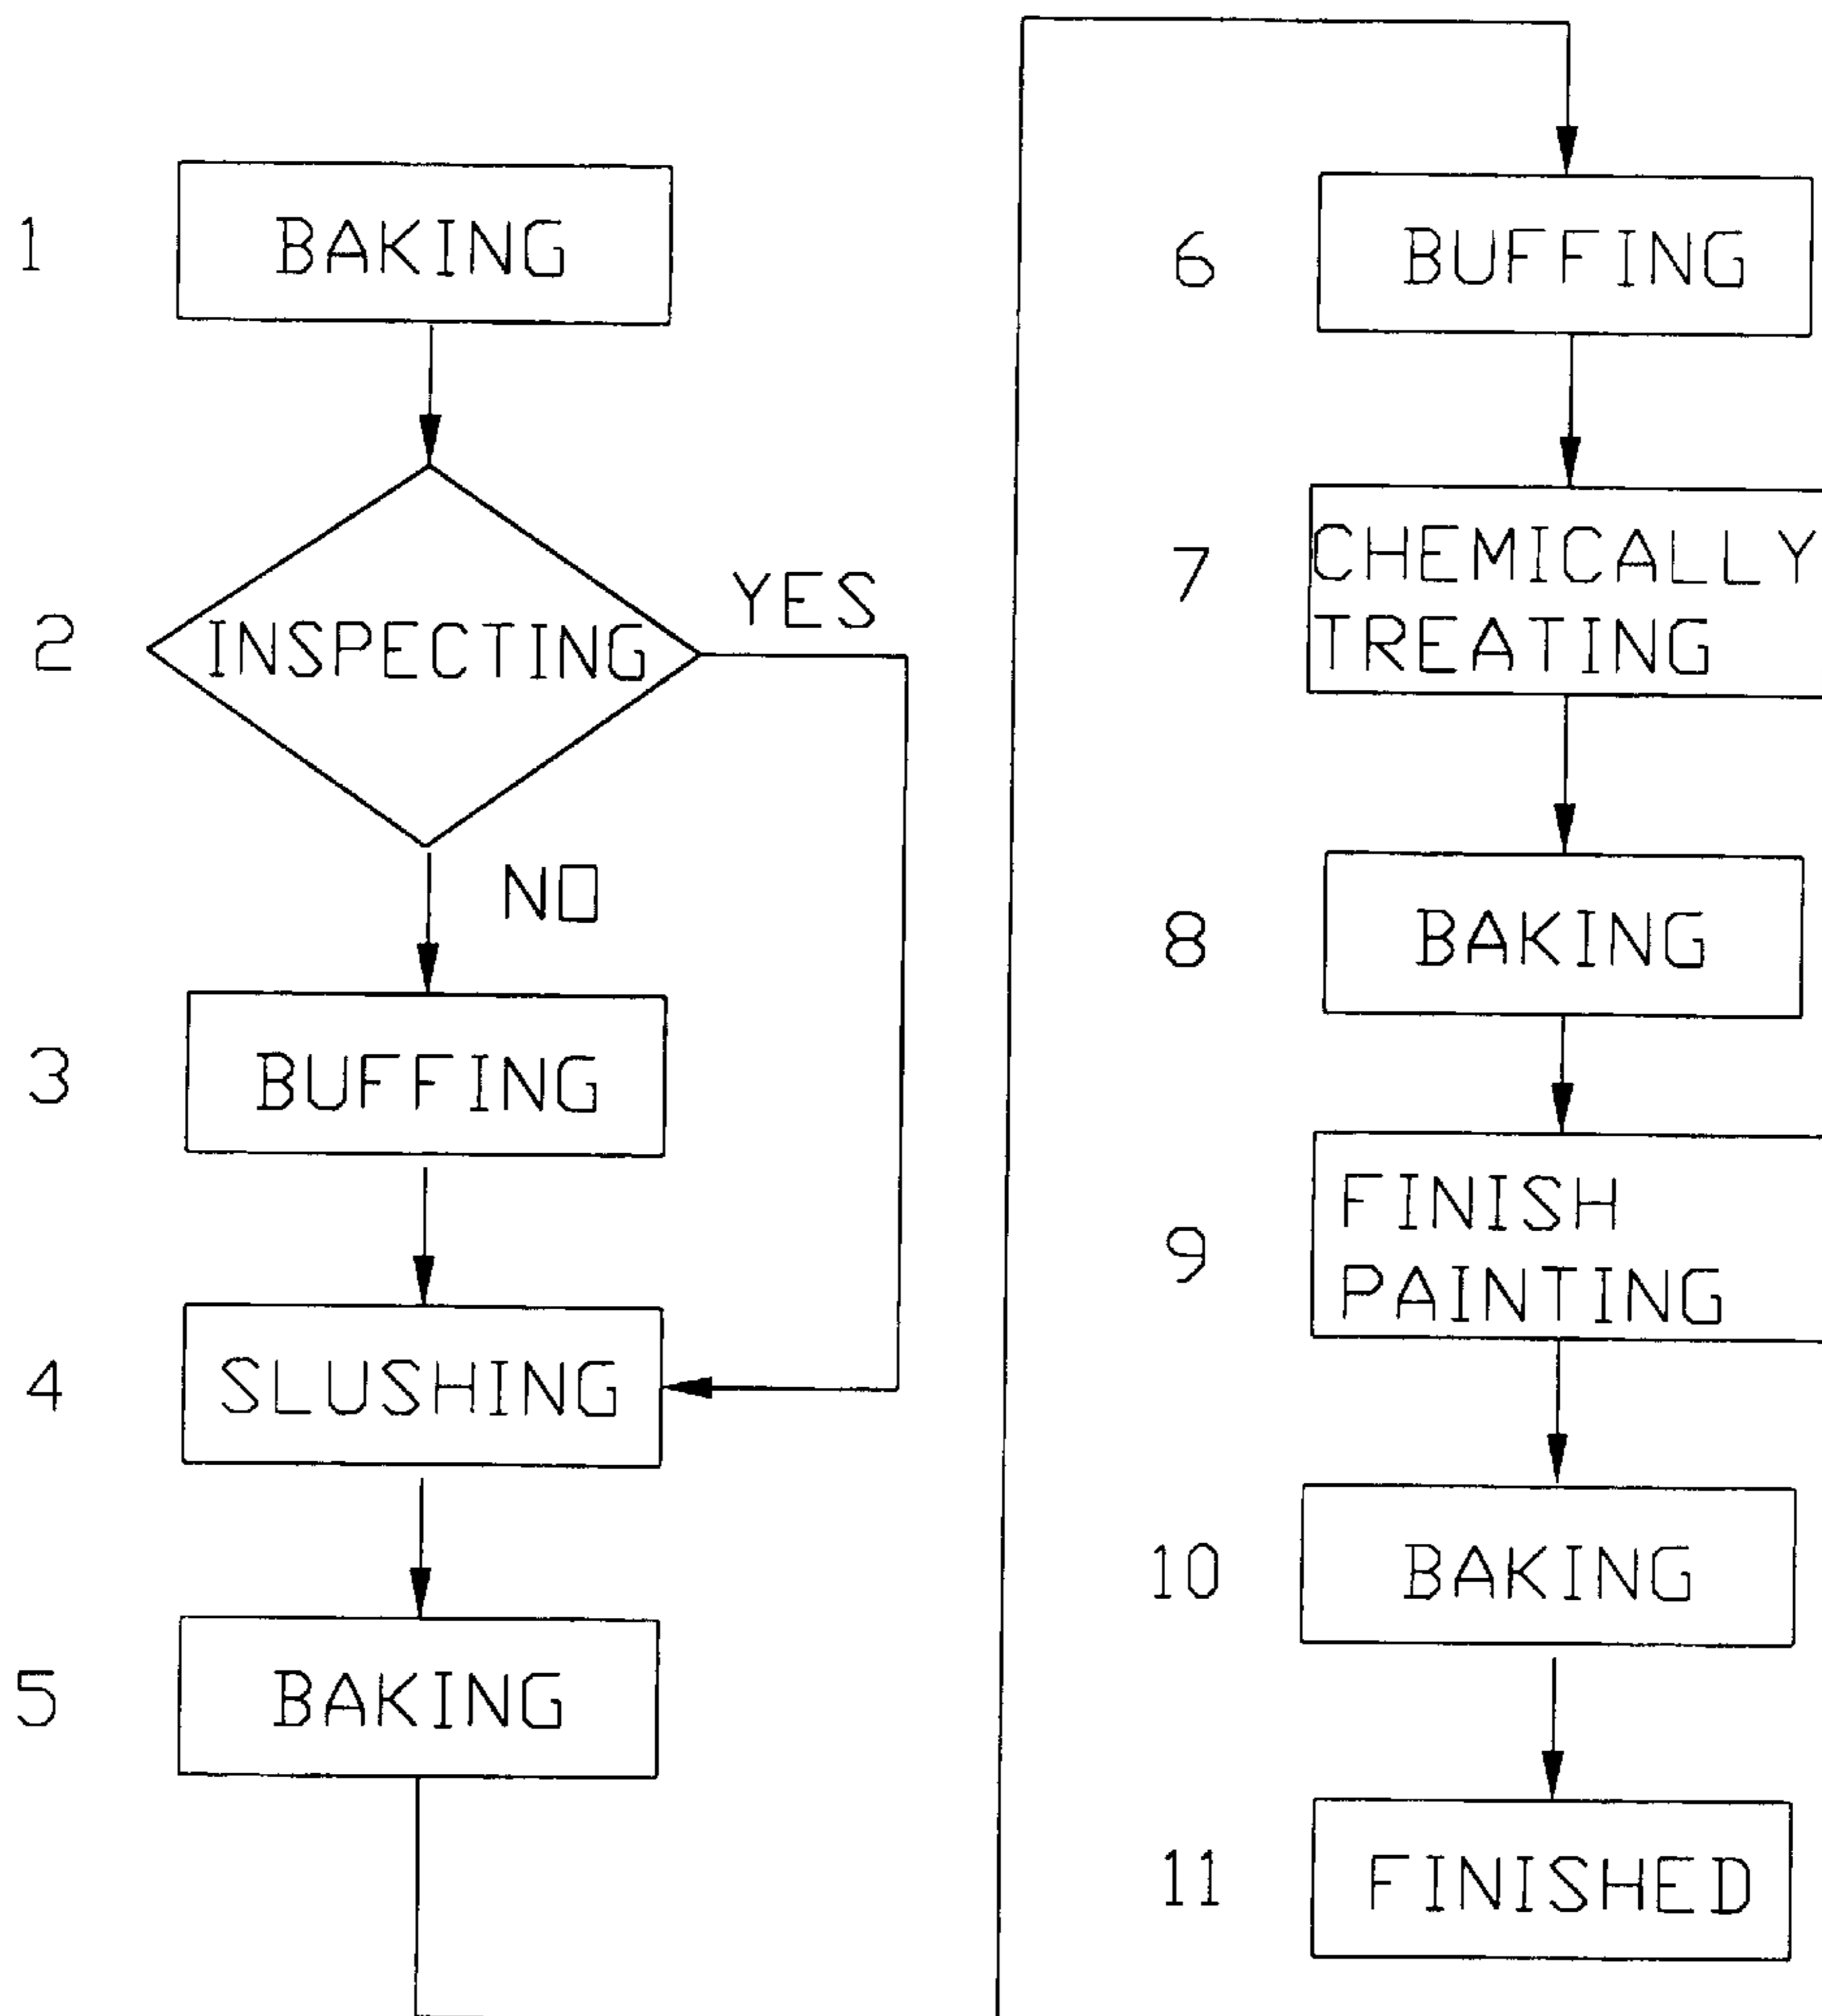 1 BAKING
2 INSPECTING
YES
NO
3 BUFFING
4 SLUSHING
5 BAKING
6 BUFFING
7 CHEMICALLY
TREATING
8 BAKING
9 FINISH
PAINTING
10 BAKING
11 FINISHED